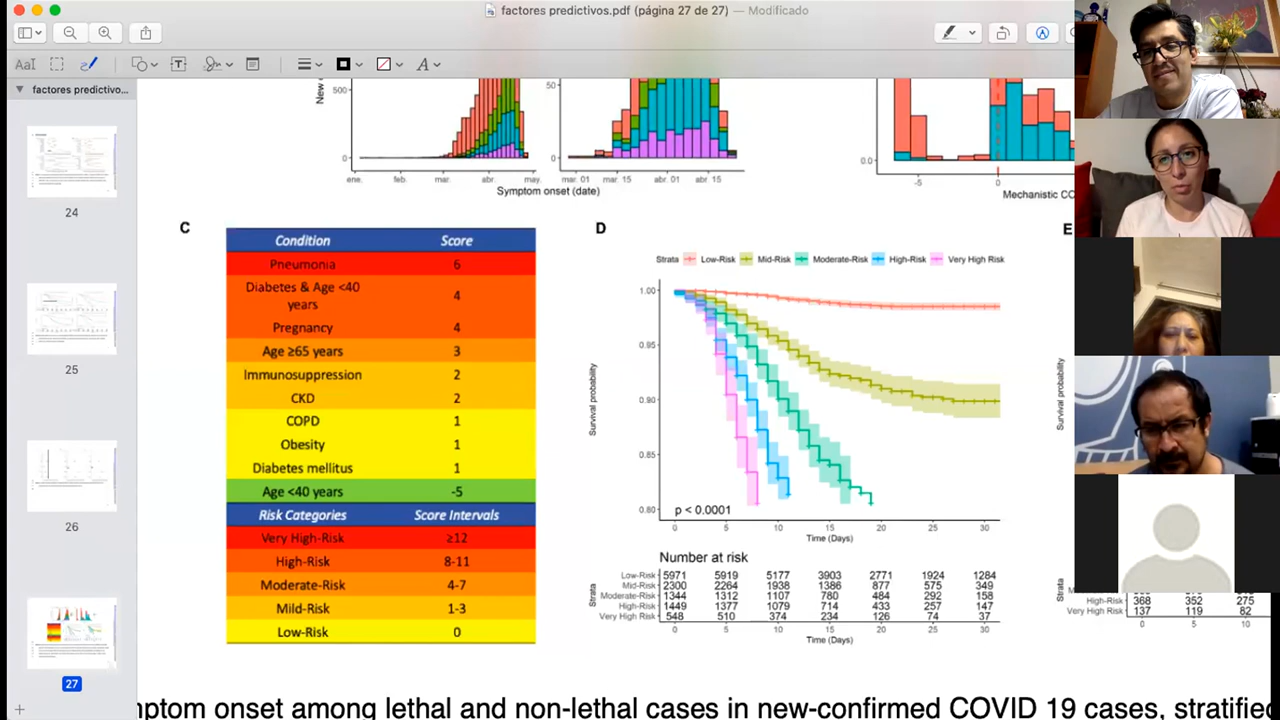 factores predictivos.pdf (página 27 de 27) — Modificado
AaI
T
A
factores predictivo...
24
25
26
27
500
0
ene. feb. mar. abr. may.
50
0
mar. 01 mar. 15 abr. 01 abr. 15
Symptom onset (date)
0.0
-5 0
Mechanistic CO
C
Condition Score
Pneumonia 6
Diabetes & Age <40
years 4
Pregnancy 4
Age ≥65 years 3
Immunosuppression 2
CKD 2
COPD 1
Obesity 1
Diabetes mellitus 1
Age <40 years -5
Risk Categories Score Intervals
Very High-Risk ≥12
High-Risk 8-11
Moderate-Risk 4-7
Mild-Risk 1-3
Low-Risk 0
D
Strata Low-Risk Mid-Risk Moderate-Risk High-Risk Very High Risk
Survival probability
1.00
0.95
0.90
0.85
0.80
p < 0.0001
0 5 10 15 20 25 30
Time (Days)
Number at risk
Strata
Low-Risk 5971 5919 5177 3903 2771 1924 1284
Mid-Risk 2300 2264 1938 1386 877 575 349
Moderate-Risk 1344 1312 1107 780 484 292 158
High-Risk 1449 1377 1079 714 433 257 147
Very High Risk 548 510 374 234 126 74 37
0 5 10 15 20 25 30
Time (Days)
E
Survival probability
Strata
High-Risk 368 352 275
Very High Risk 137 119 82
0 5 10
ptom onset among lethal and non-lethal cases in new-confirmed COVID 19 cases, stratified